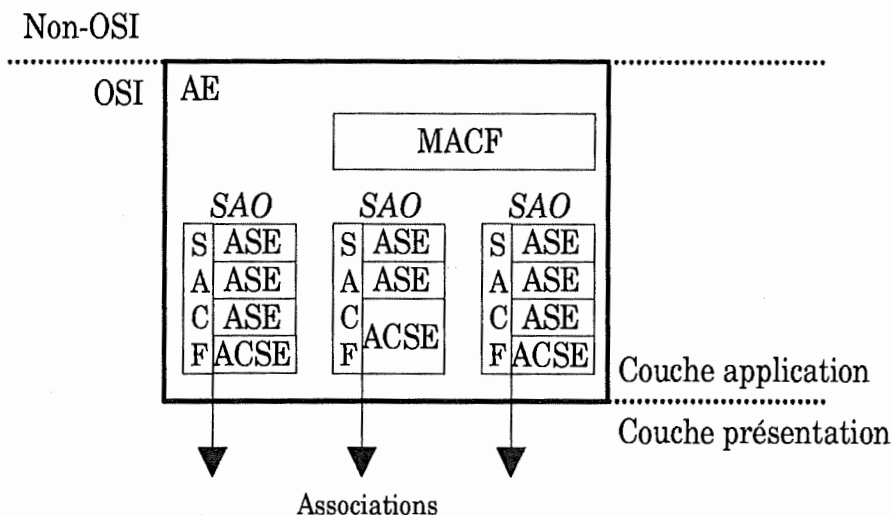 Non-OSI
OSI
AE
MACF
SAO SAO SAO
S ASE S ASE S ASE
A ASE A ASE A ASE
C ASE C ACSE C ASE
F ACSE F F ACSE
Couche application
Couche présentation
Associations